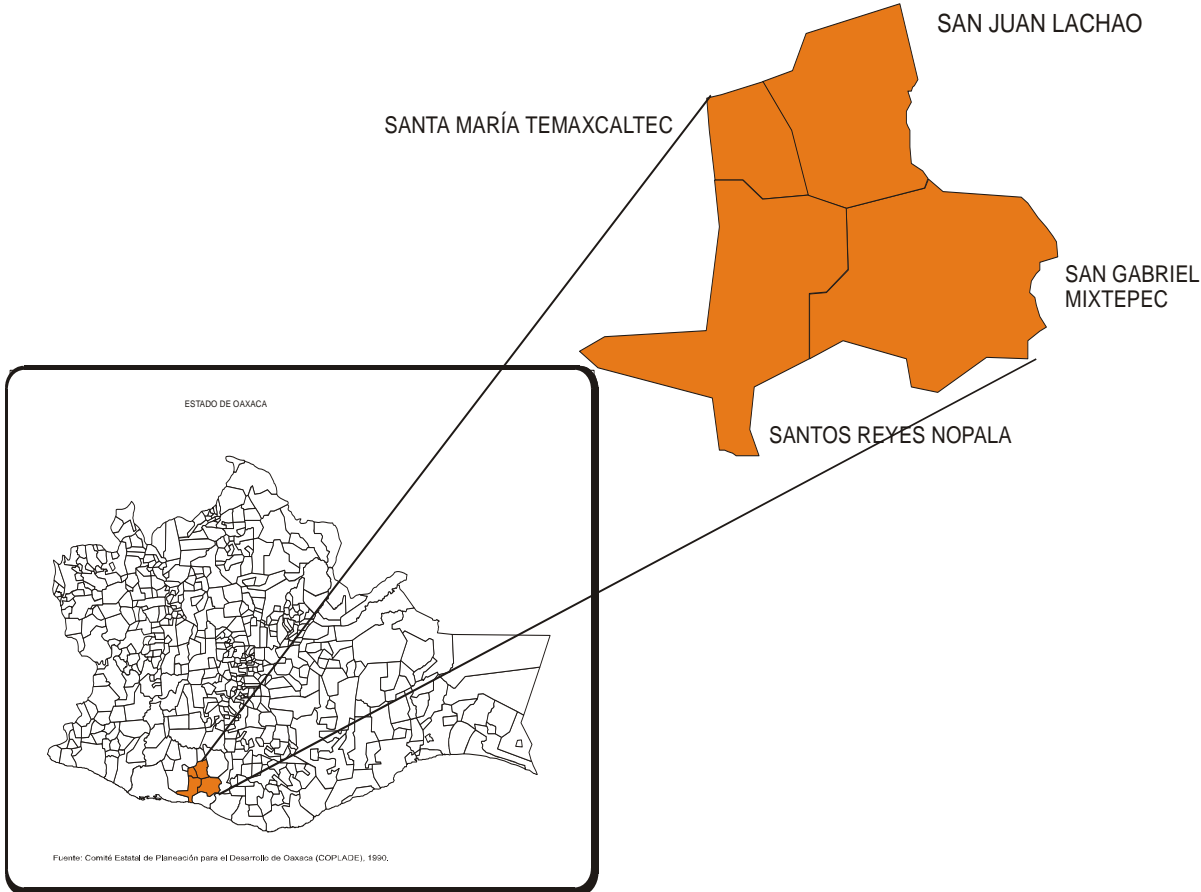 SAN JUAN LACHAO
SANTA MARÍA TEMAXCALTEC
SAN GABRIEL
MIXTEPEC
SANTOS REYES NOPALA
ESTADO DE OAXACA
Fuente: Comité Estatal de Planeación para el Desarrollo de Oaxaca (COPLADE), 1990.